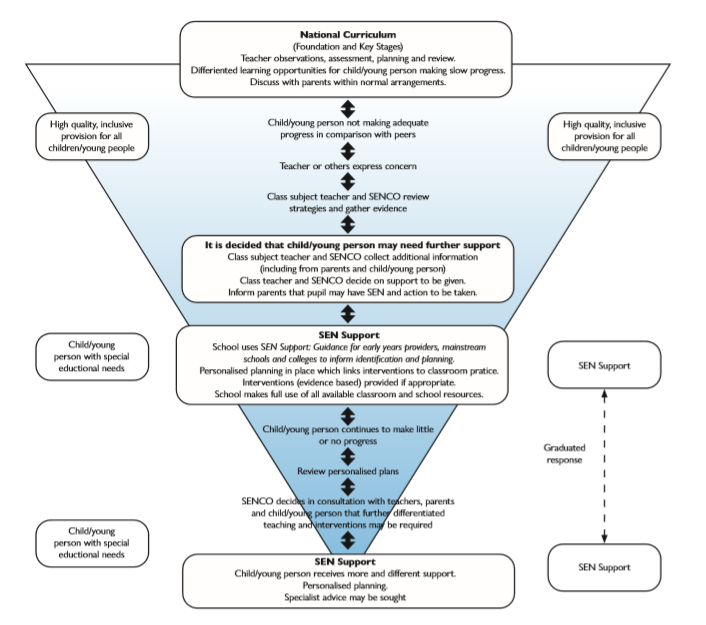 National Curriculum
(Foundation and Key Stages)
Teacher observations, assessment, planning and review.
Differiented learning opportunities for child/young person making slow progress.
Discuss with parents within normal arrangements.
High quality, inclusive
provision for all
children/young people
Child/young person not making adequate
progress in comparison with peers
High quality, inclusive
provision for all
children/young people
Teacher or others express concern
Class subject teacher and SENCO review
strategies and gather evidence
It is decided that child/young person may need further support
Class subject teacher and SENCO collect additional information
(including from parents and child/young person)
Class teacher and SENCO decide on support to be given.
Inform parents that pupil may have SEN and action to be taken.
Child/young
person with special
eductional needs
SEN Support
School uses SEN Support: Guidance for early years providers, mainstream
schools and colleges to inform identification and planning.
Personalised planning in place which links interventions to classroom pratice.
Interventions (evidence based) provided if appropriate.
School makes full use of all available classroom and school resources.
SEN Support
Child/young person continues to make little
or no progress
Graduated
response
Review personalised plans
SENCO decides in consultation with teachers, parents
and child/young person that further differentiated
teaching and interventions may be required
Child/young
person with special
eductional needs
SEN Support
Child/young person receives more and different support.
Personalised planning.
Specialist advice may be sought
SEN Support